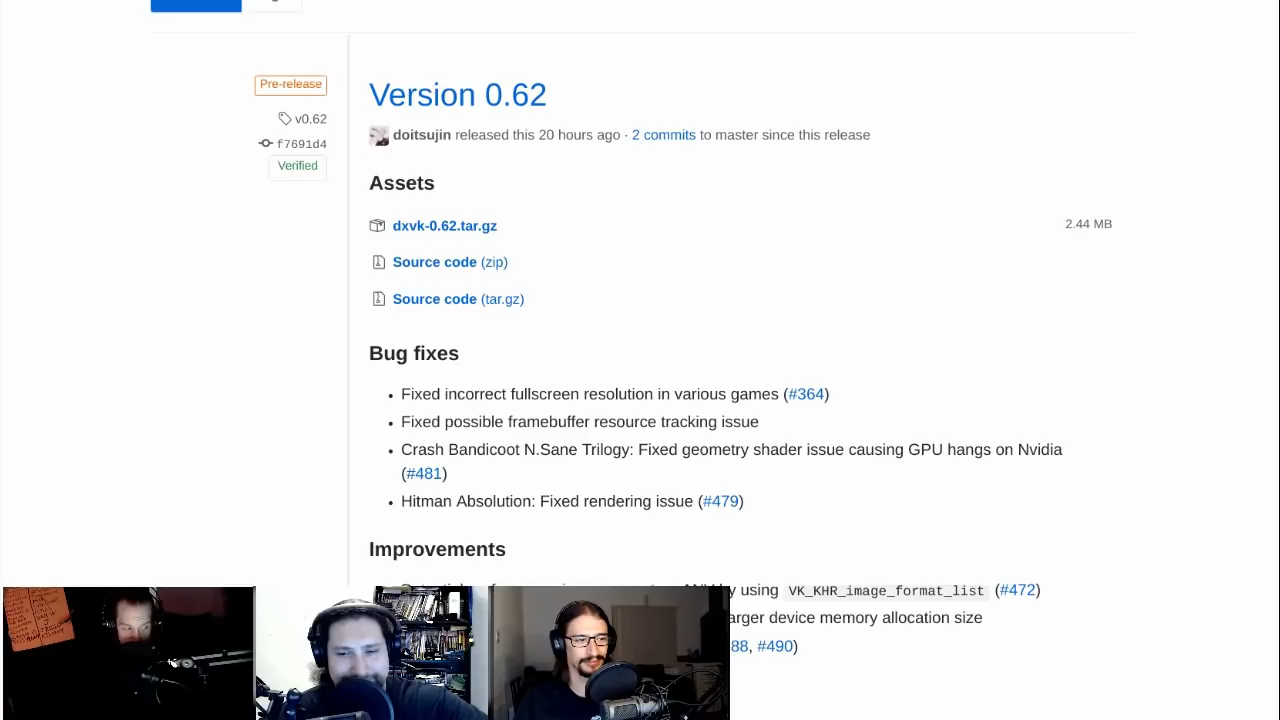 Pre-release
v0.62
f7691d4
Verified
Version 0.62
doitsujin released this 20 hours ago · 2 commits to master since this release
Assets
dxvk-0.62.tar.gz
2.44 MB
Source code (zip)
Source code (tar.gz)
Bug fixes
Fixed incorrect fullscreen resolution in various games (#364)
Fixed possible framebuffer resource tracking issue
Crash Bandicoot N.Sane Trilogy: Fixed geometry shader issue causing GPU hangs on Nvidia
(#481)
Hitman Absolution: Fixed rendering issue (#479)
Improvements
using VK_KHR_image_format_list (#472)
arger device memory allocation size
88, #490)